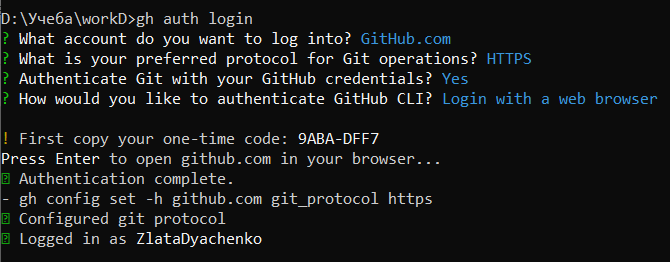 D:\Учеба\workD>gh auth login
? What account do you want to log into? GitHub.com
? What is your preferred protocol for Git operations? HTTPS
? Authenticate Git with your GitHub credentials? Yes
? How would you like to authenticate GitHub CLI? Login with a web browser
! First copy your one-time code: 9ABA-DFF7
Press Enter to open github.com in your browser...
⍰ Authentication complete.
- gh config set -h github.com git_protocol https
⍰ Configured git protocol
⍰ Logged in as ZlataDyachenko